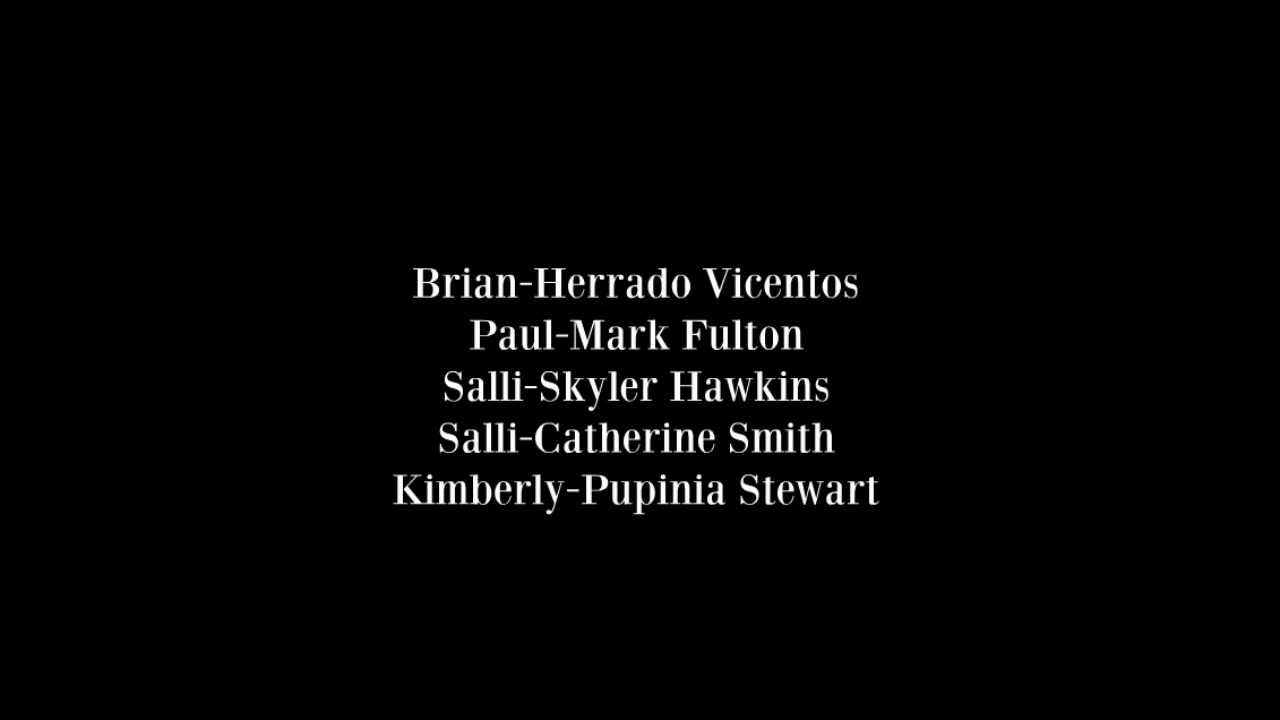 Brian-Herrado Vicentos
Paul-Mark Fulton
Salli-Skyler Hawkins
Salli-Catherine Smith
Kimberly-Pupinia Stewart